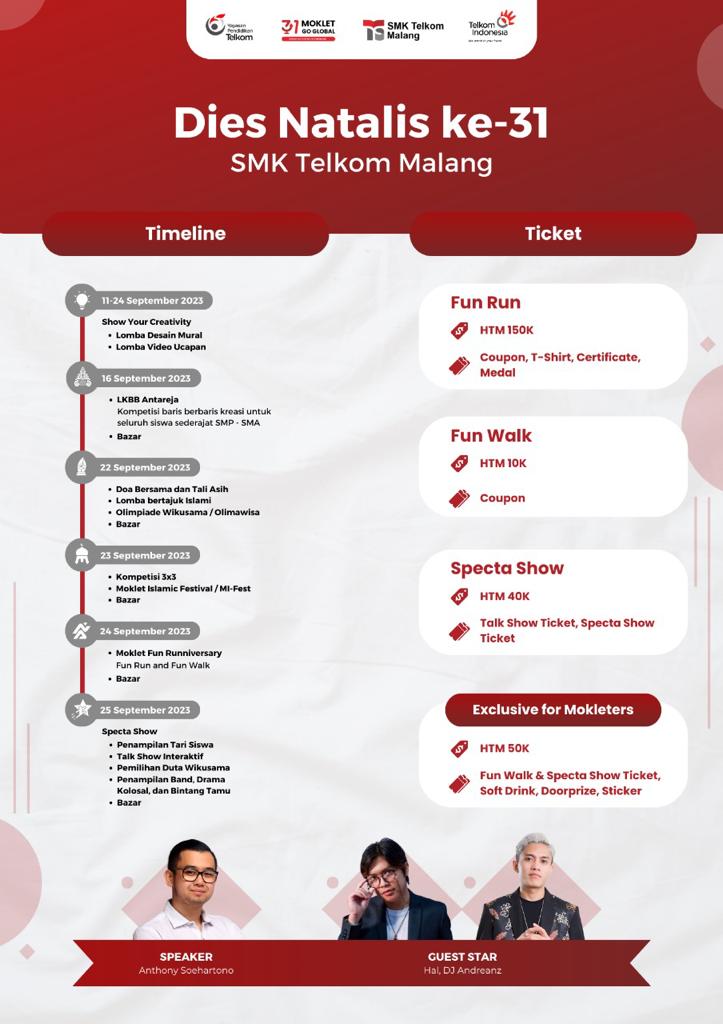 Yayasan
Pendidikan
Telkom
31 MOKLET
GO GLOBAL
SMK Telkom
Malang
Telkom
Indonesia
Dies Natalis ke-31
SMK Telkom Malang
Timeline
11-24 September 2023
Show Your Creativity
• Lomba Desain Mural
• Lomba Video Ucapan
16 September 2023
• LKBB Antareja
Kompetisi baris berbaris kreasi untuk
seluruh siswa sederajat SMP - SMA
• Bazar
22 September 2023
• Doa Bersama dan Tali Asih
• Lomba bertajuk Islami
• Olimpiade Wikusama / Olimawisa
• Bazar
23 September 2023
• Kompetisi 3x3
• Moklet Islamic Festival / MI-Fest
• Bazar
24 September 2023
• Moklet Fun Runniversary
Fun Run and Fun Walk
• Bazar
25 September 2023
Specta Show
• Penampilan Tari Siswa
• Talk Show Interaktif
• Pemilihan Duta Wikusama
• Penampilan Band, Drama
Kolosal, dan Bintang Tamu
• Bazar
Ticket
Fun Run
HTM 150K
Coupon, T-Shirt, Certificate,
Medal
Fun Walk
HTM 10K
Coupon
Specta Show
HTM 40K
Talk Show Ticket, Specta Show
Ticket
Exclusive for Mokleters
HTM 50K
Fun Walk & Specta Show Ticket,
Soft Drink, Doorprize, Sticker
SPEAKER
Anthony Soehartono
GUEST STAR
Hal, DJ Andreanz